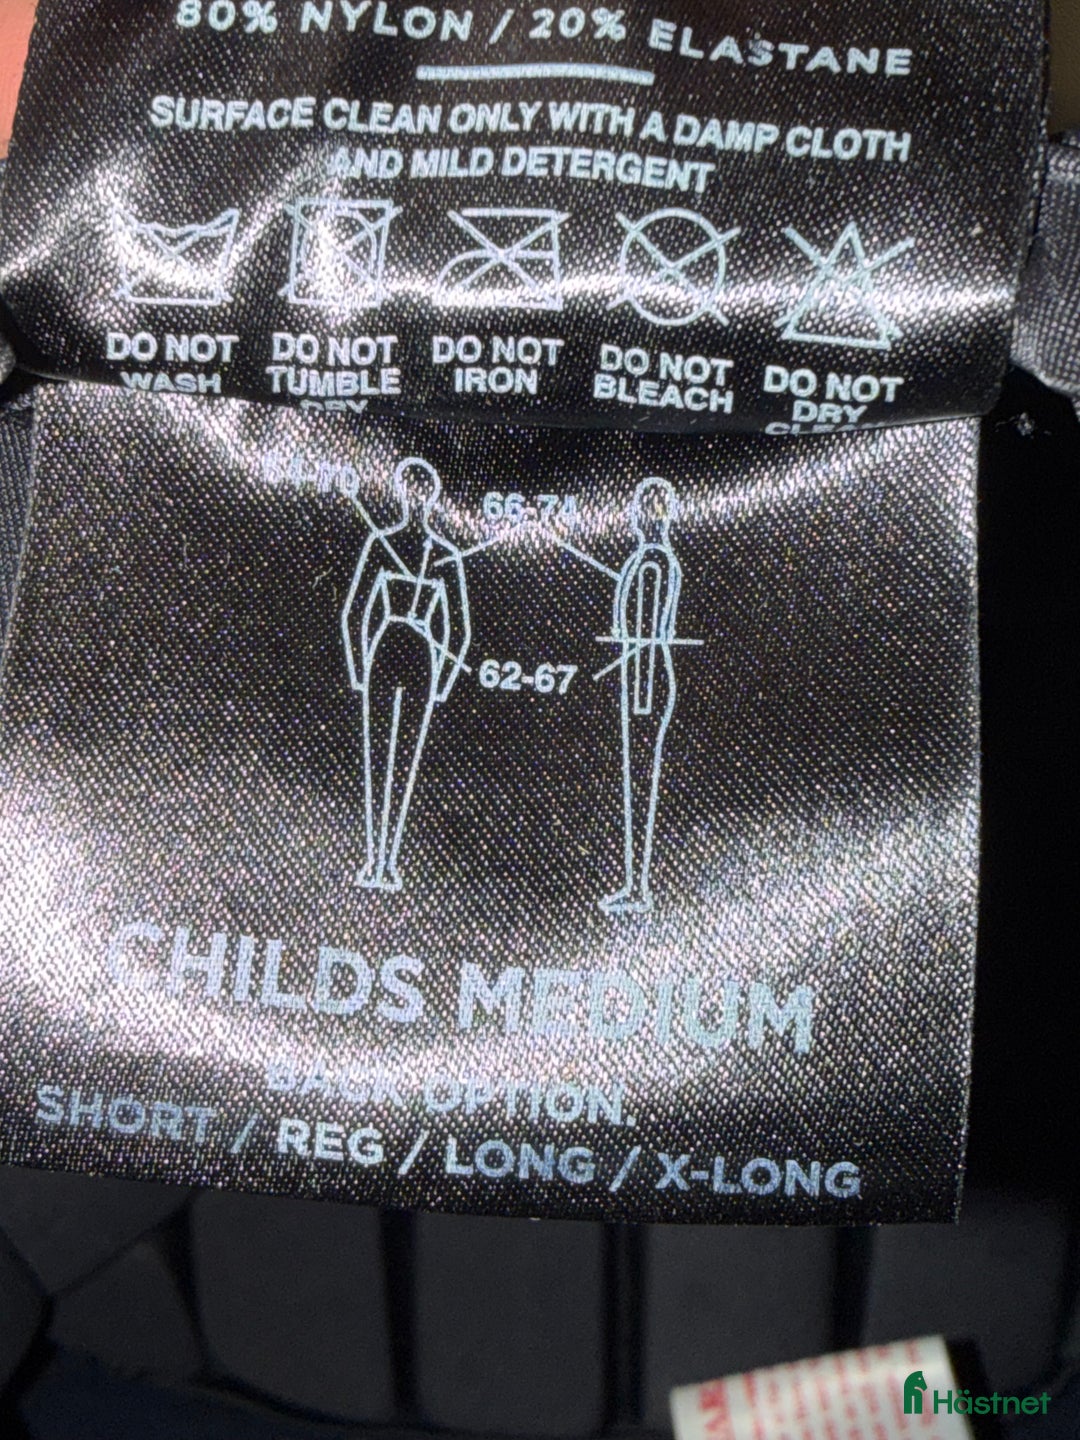 80% NYLON / 20% ELASTANE
SURFACE CLEAN ONLY WITH A DAMP CLOTH
AND MILD DETERGENT
DO NOT WASH
DO NOT TUMBLE DRY
DO NOT IRON
DO NOT BLEACH
DO NOT DRY
66-74
62-67
CHILDS MEDIUM
BACK OPTION.
SHORT / REG / LONG / X-LONG
Hästnet